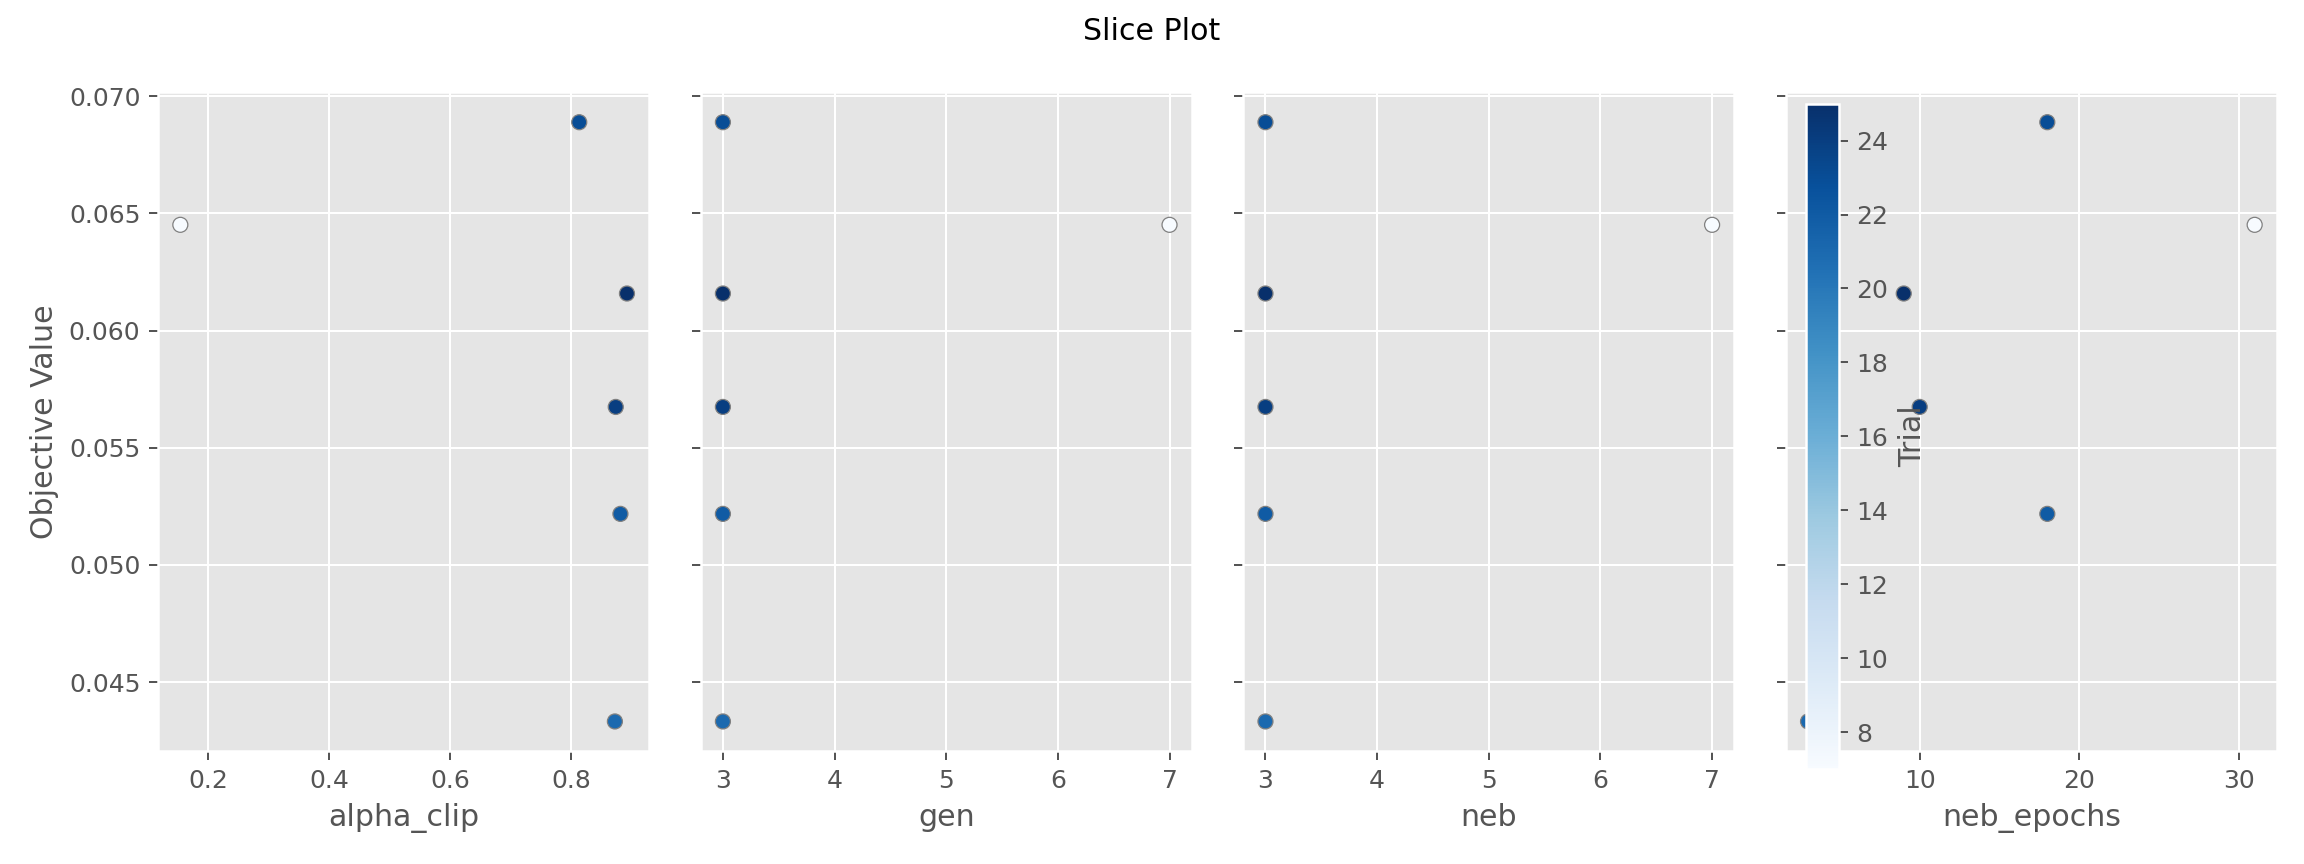 Slice Plot
Objective Value
0.070
0.065
0.060
0.055
0.050
0.045
0.2 0.4 0.6 0.8
alpha_clip
3 4 5 6 7
gen
3 4 5 6 7
neb
24
22
20
18
16
14
12
10
8
Trial
10 20 30
neb_epochs